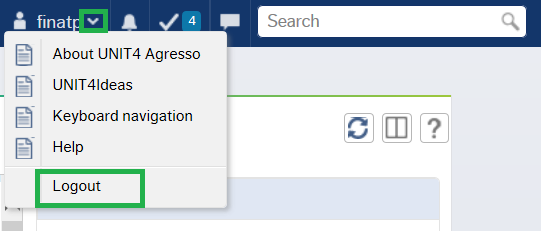 finatp
4
Search
About UNIT4 Agresso
UNIT4Ideas
Keyboard navigation
Help
?
Logout